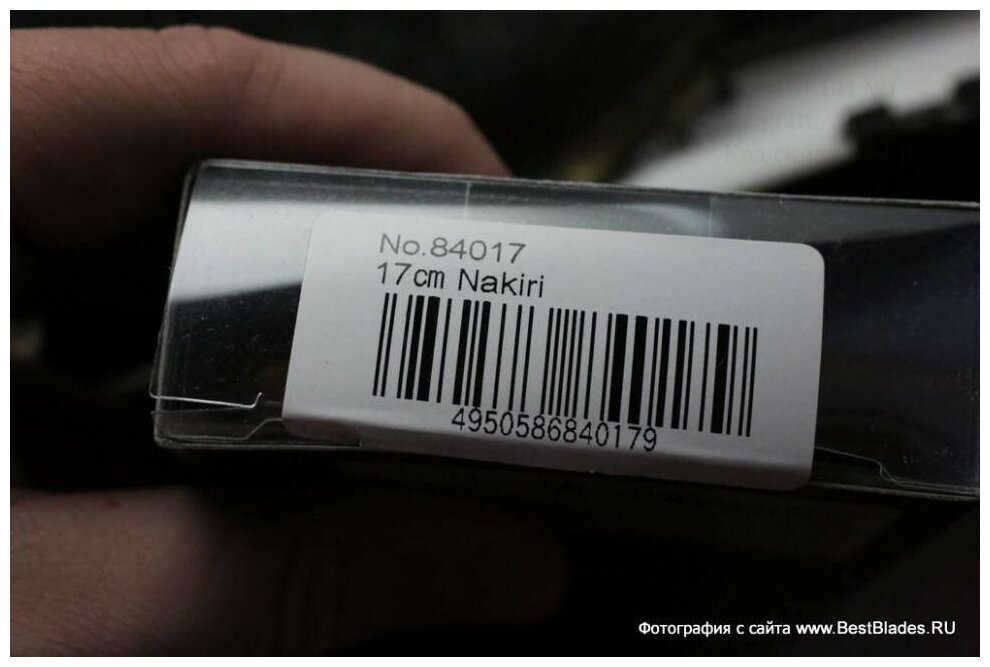 No.84017
17cm Nakiri
4950586840179
Фотография с сайта www.BestBlades.RU